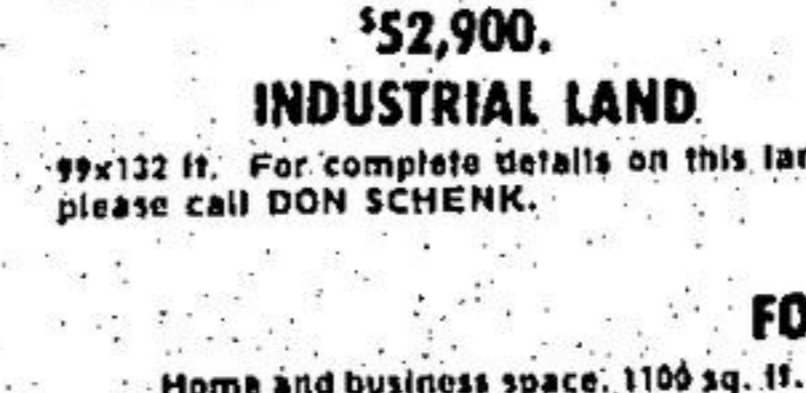 $52,900.
INDUSTRIAL LAND
99x132 ft. For complete details on this lan
please call DON SCHENK.
FO
Home and business space. 1100 sq. ft.